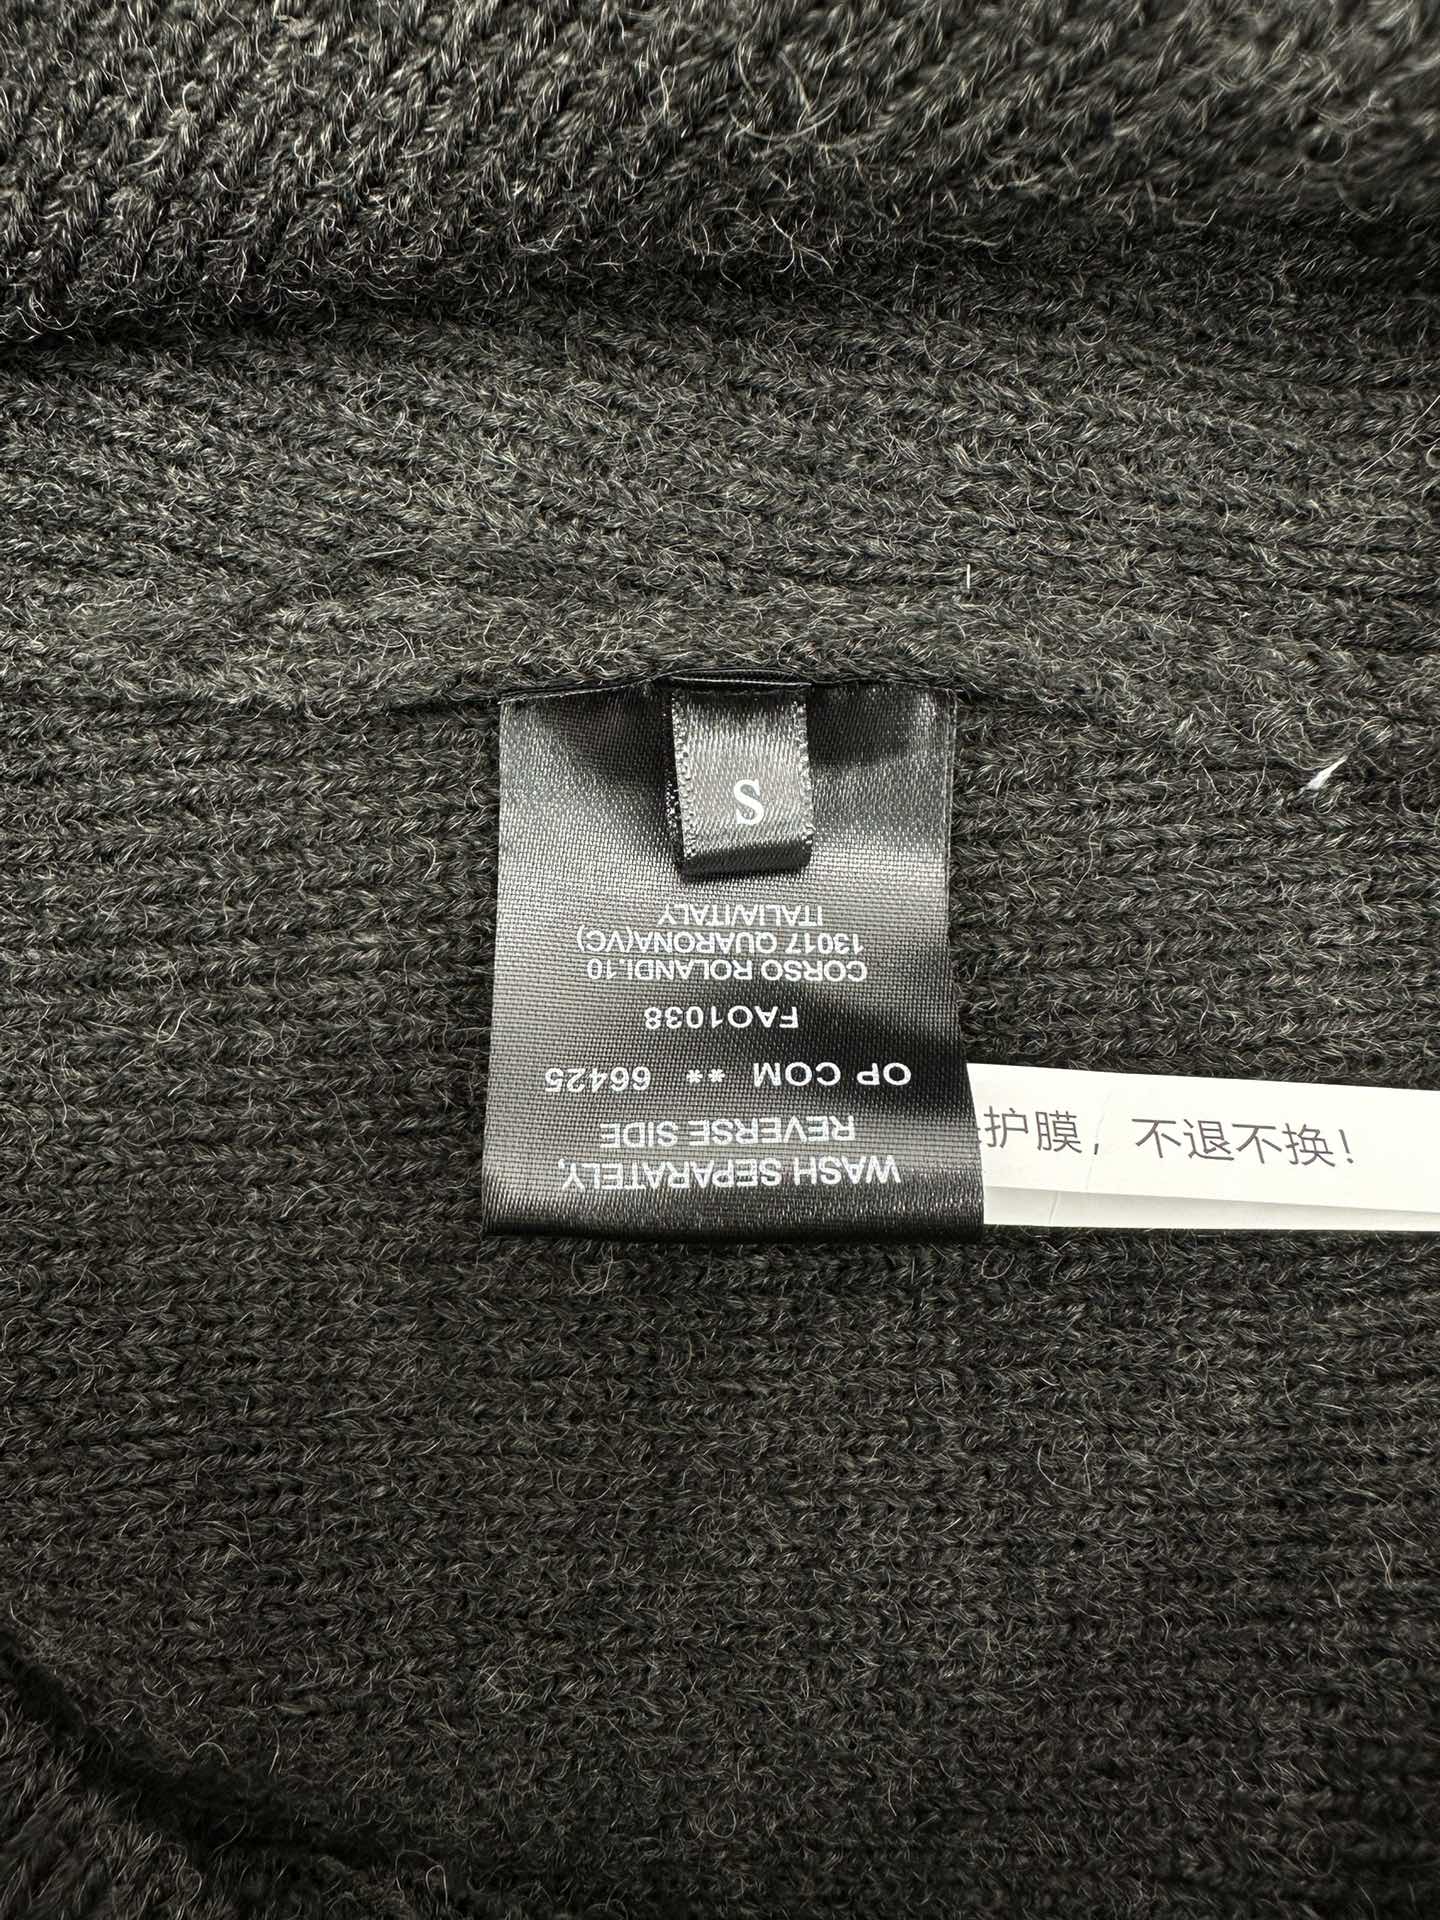 S
WASH SEPARATELY,
REVERSE SIDE
OP COM ** 66425
FAO1038
CORSO ROLANDI.10
13017 QUARONA(VC)
ITALIA/ITALY
护膜，不退不换！